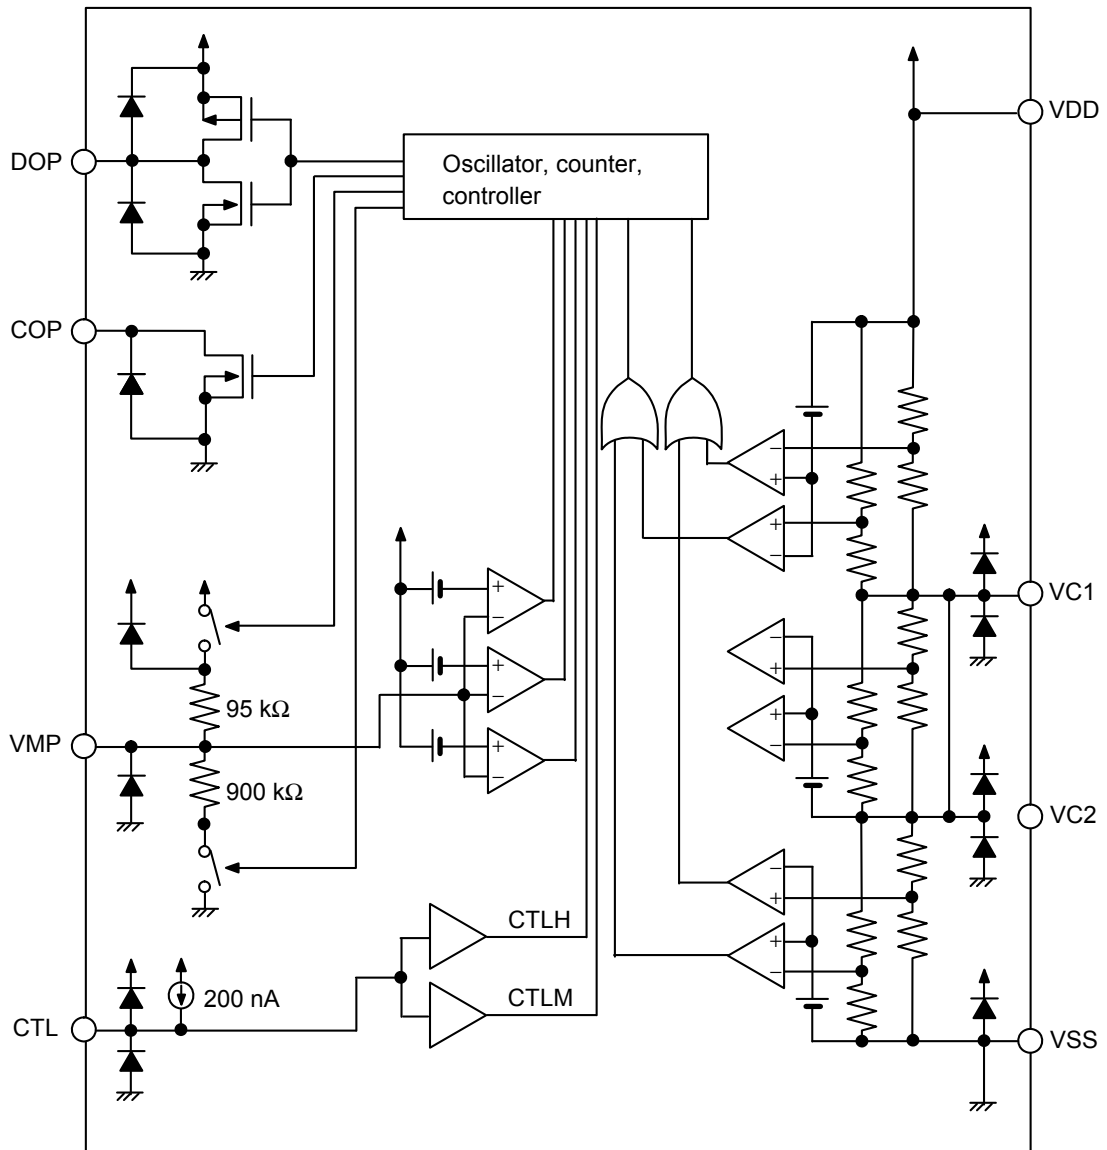 VDD
DOP
Oscillator, counter,
controller
COP
VC1
95 kΩ
VMP
900 kΩ
VC2
CTLH
200 nA
CTLM
CTL
VSS
+
−
+
−
+
−
−
+
+
−
−
+
+
−
−
+
+
−